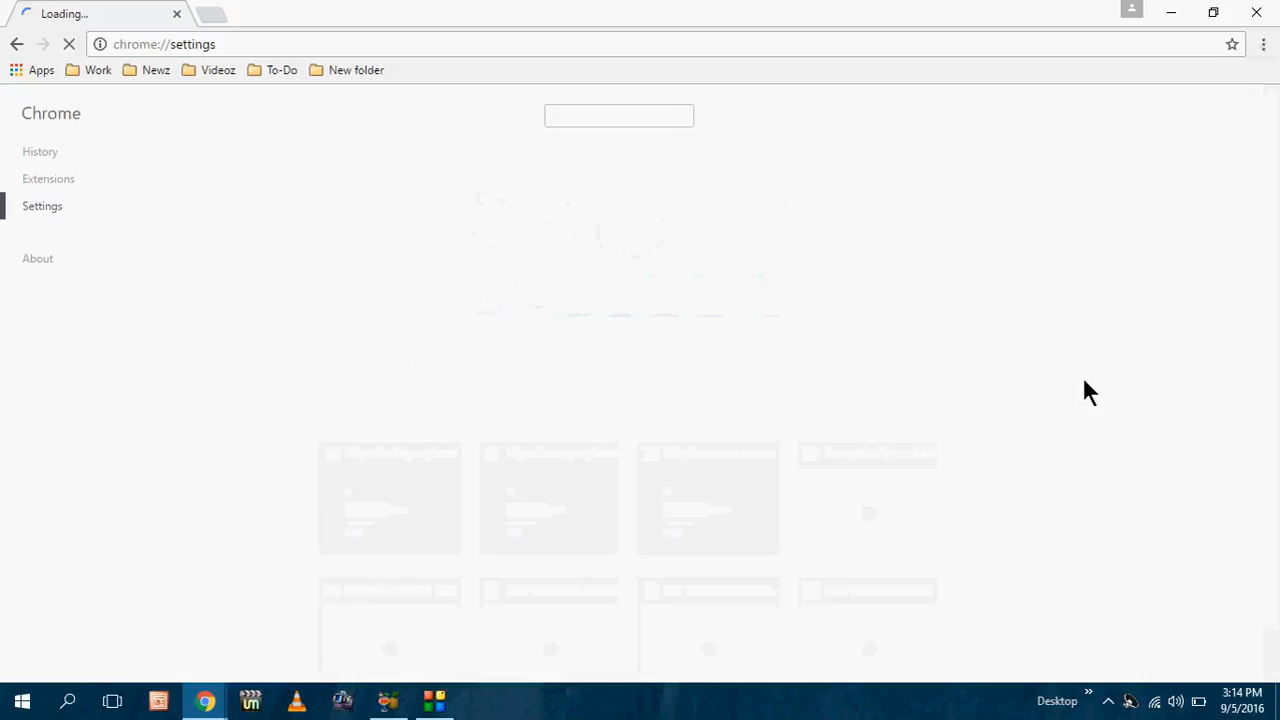 Loading...
chrome://settings
Apps Work Newz Videoz To-Do New folder
Chrome
History
Extensions
Settings
About
Desktop
3:14 PM
9/5/2016